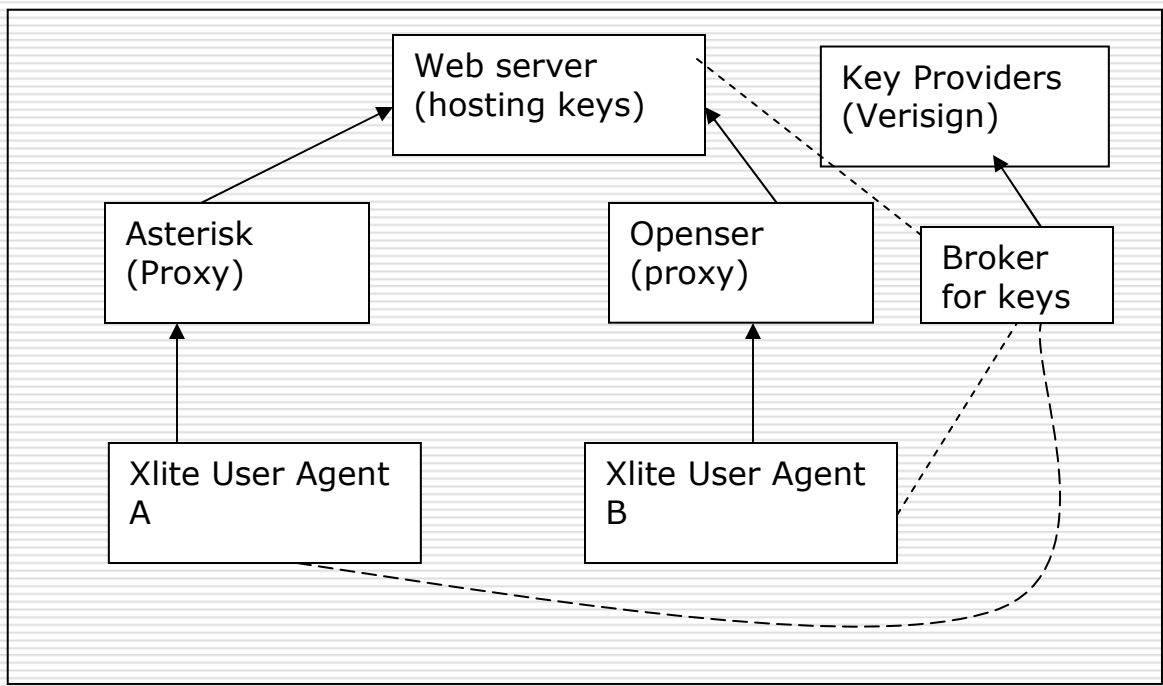 Web server
(hosting keys)
Key Providers
(Verisign)
Asterisk
(Proxy)
Openser
(proxy)
Broker
for keys
Xlite User Agent
A
Xlite User Agent
B